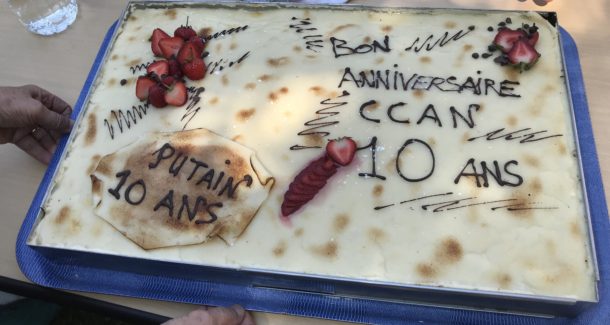 BON
ANNIVERSAIRE
CCAN
10 ANS
PUTAIN
10 ANS